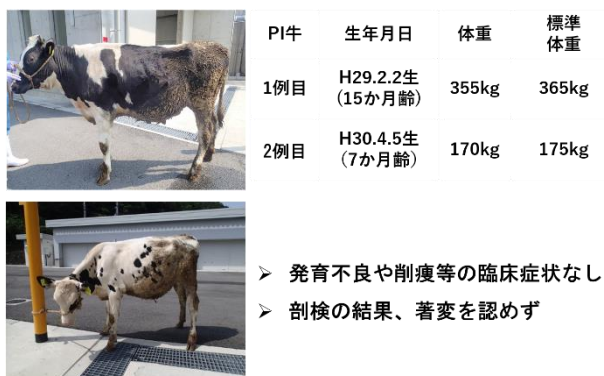 PI牛 生年月日 体重 標準
体重
1例目 H29.2.2生
(15か月齢) 355kg 365kg
2例目 H30.4.5生
(7か月齢) 170kg 175kg
➢ 発育不良や削痩等の臨床症状なし
➢ 剖検の結果、著変を認めず